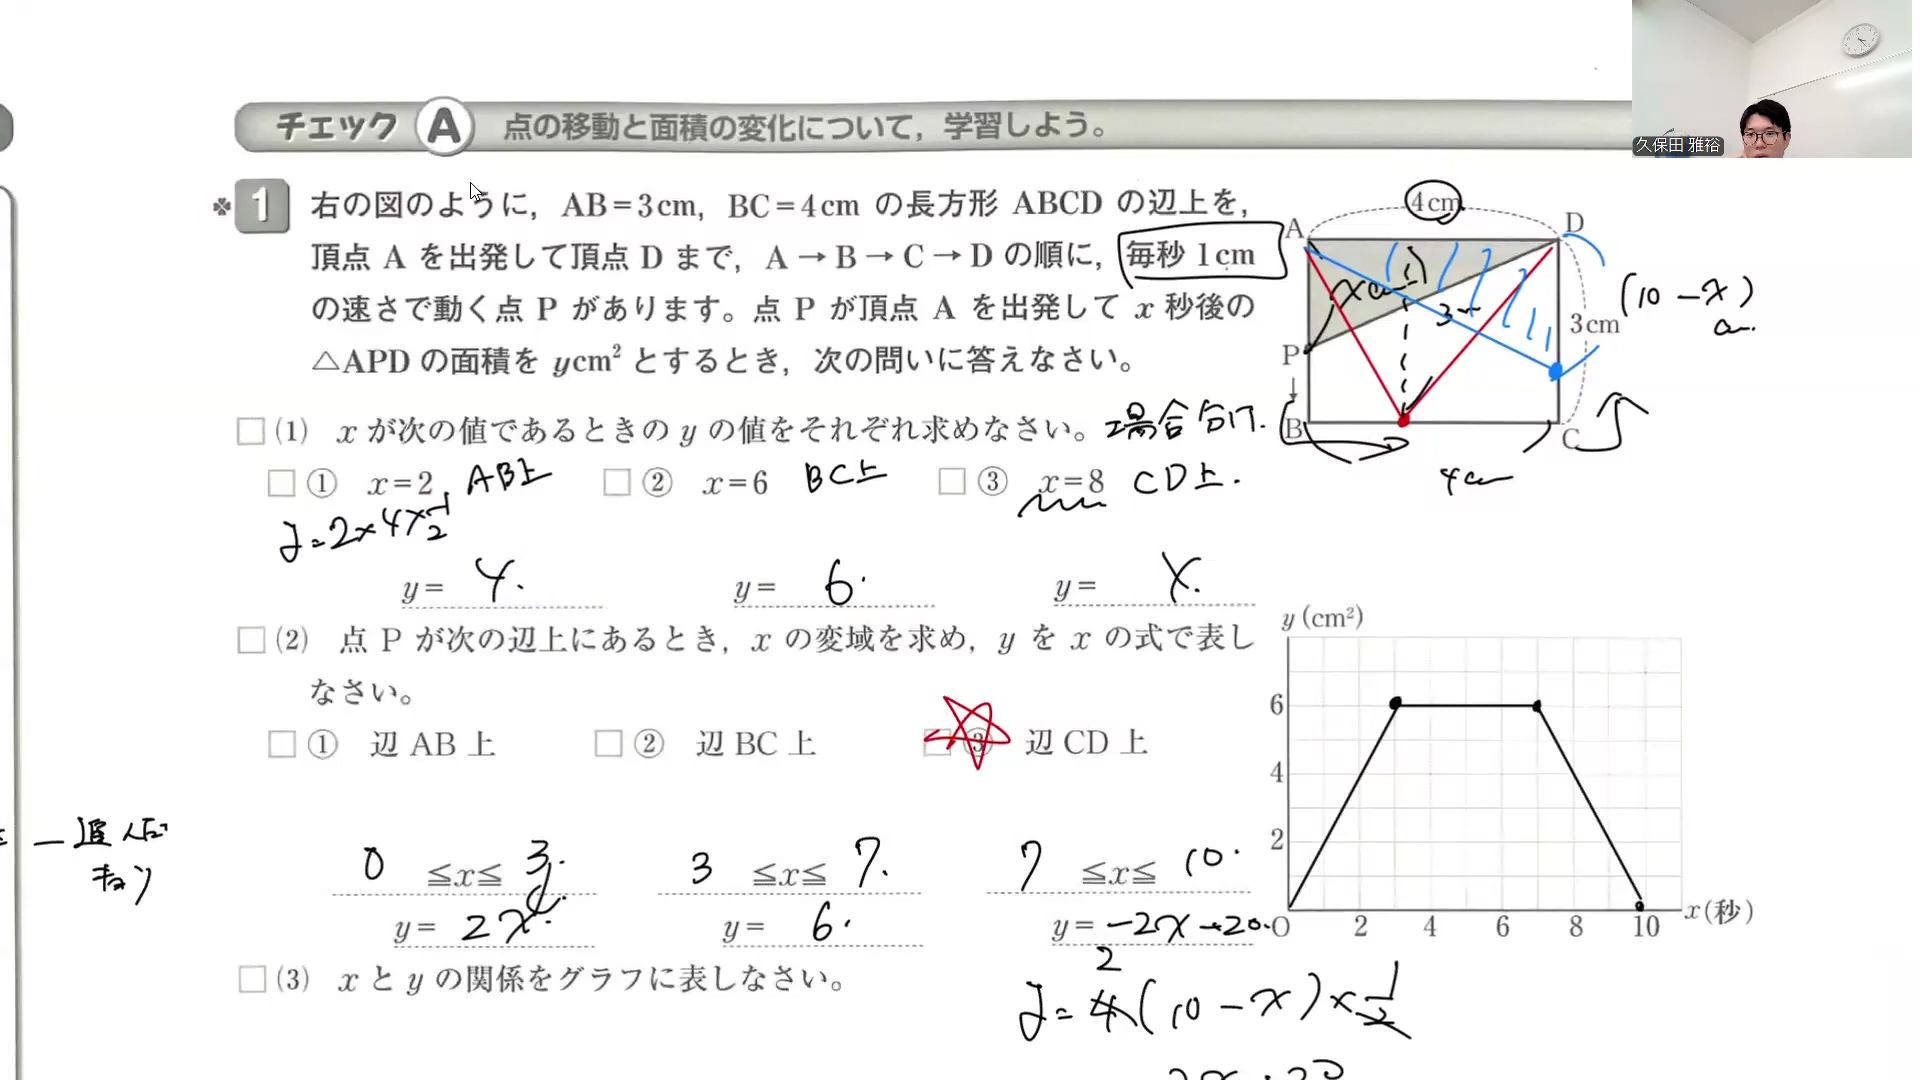 久保田 雅裕
チェック A 点の移動と面積の変化について，学習しよう。
1 右の図のように，AB＝3cm，BC＝4cm の長方形 ABCD の辺上を，
頂点 A を出発して頂点 D まで，A→B→C→D の順に，毎秒 1cm
の速さで動く点 P があります。点 P が頂点 A を出発して x 秒後の
△APD の面積を ycm² とするとき，次の問いに答えなさい。
4cm
A
D
P
B
C
3cm
(10－x)
xcm
3
4cm
(1) x が次の値であるときの y の値をそれぞれ求めなさい。 場合分け.
① x＝2 AB上 ② x＝6 BC上 ③ x＝8 CD上.
y=2×4×1/2
y＝ 4. y＝ 6. y＝ 4.
(2) 点 P が次の辺上にあるとき，x の変域を求め，y を x の式で表し
なさい。
① 辺 AB 上 ② 辺 BC 上 ③ 辺 CD 上
0 ≦x≦ 3. 3 ≦x≦ 7. 7 ≦x≦ 10.
y＝ 2x. y＝ 6. y＝ －2x＋20.
(3) x と y の関係をグラフに表しなさい。
2
y=4(10－x)×1/2
y(cm²)
6
4
2
O 2 4 6 8 10 x(秒)